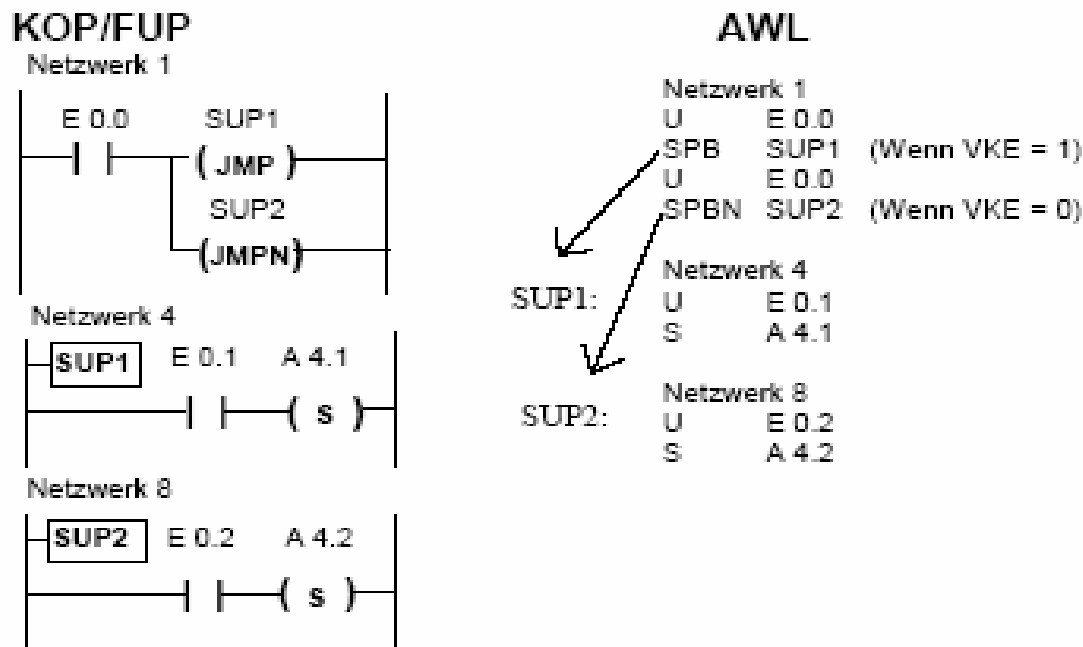 KOP/FUP
Netzwerk 1
E 0.0 SUP1
( JMP )
SUP2
(JMPN)
Netzwerk 4
SUP1 E 0.1 A 4.1
( S )
Netzwerk 8
SUP2 E 0.2 A 4.2
( S )
AWL
Netzwerk 1
U E 0.0
SPB SUP1 (Wenn VKE = 1)
U E 0.0
SPBN SUP2 (Wenn VKE = 0)
Netzwerk 4
SUP1: U E 0.1
S A 4.1
Netzwerk 8
SUP2: U E 0.2
S A 4.2